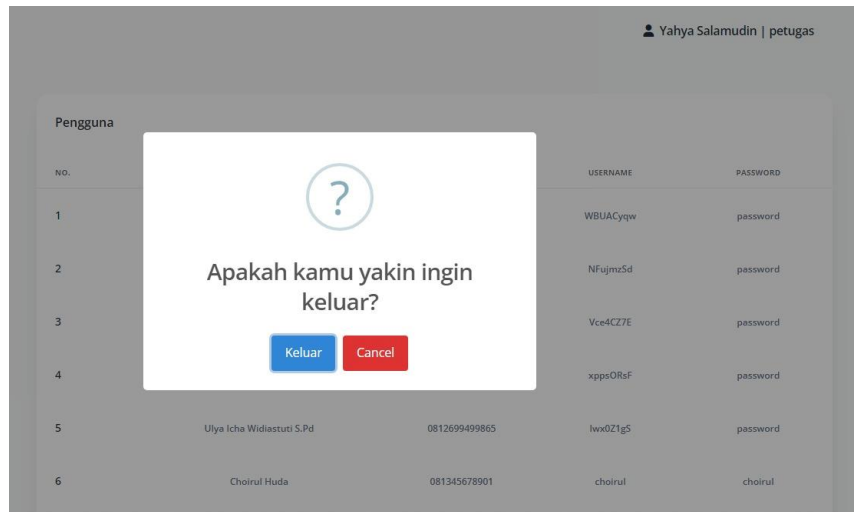 Yahya Salamudin | petugas
Pengguna
NO. USERNAME PASSWORD
?
1 WBUACyqw password
2 NFujmzSd password
Apakah kamu yakin ingin
keluar?
3 Vce4CZ7E password
Keluar Cancel
4 xppsORsF password
5 Ulya Icha Widiastuti S.Pd 0812699499865 lwx0Z1gS password
6 Choirul Huda 081345678901 choirul choirul